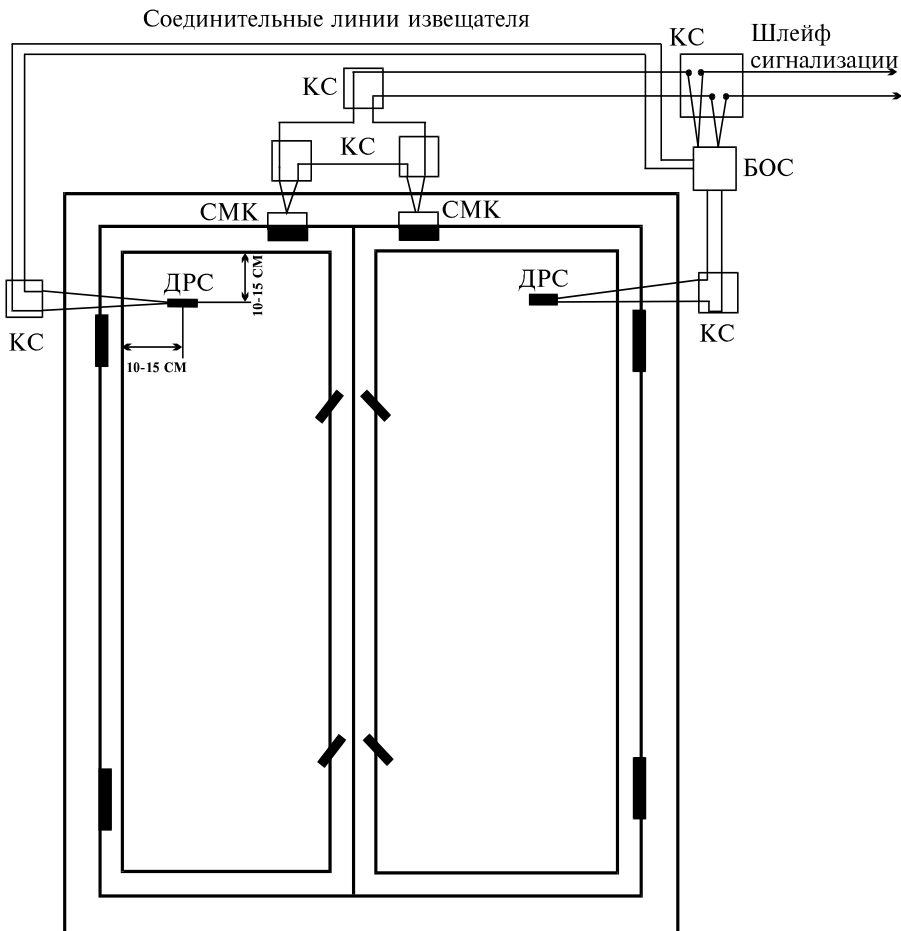 Соединительные линии извещателя
КС
Шлейф
сигнализации
КС
КС
БОС
СМК
СМК
ДРС
10-15 СМ
ДРС
КС
КС
10-15 СМ